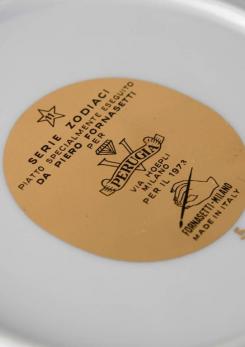 SERIE ZODIACI
PIATTO SPECIALMENTE ESEGUITO
DA PIERO FORNASETTI
PER
PERUGIA
VIA HOEPLI
MILANO
PER IL 1973
FORNASETTI-MILANO
MADE IN ITALY